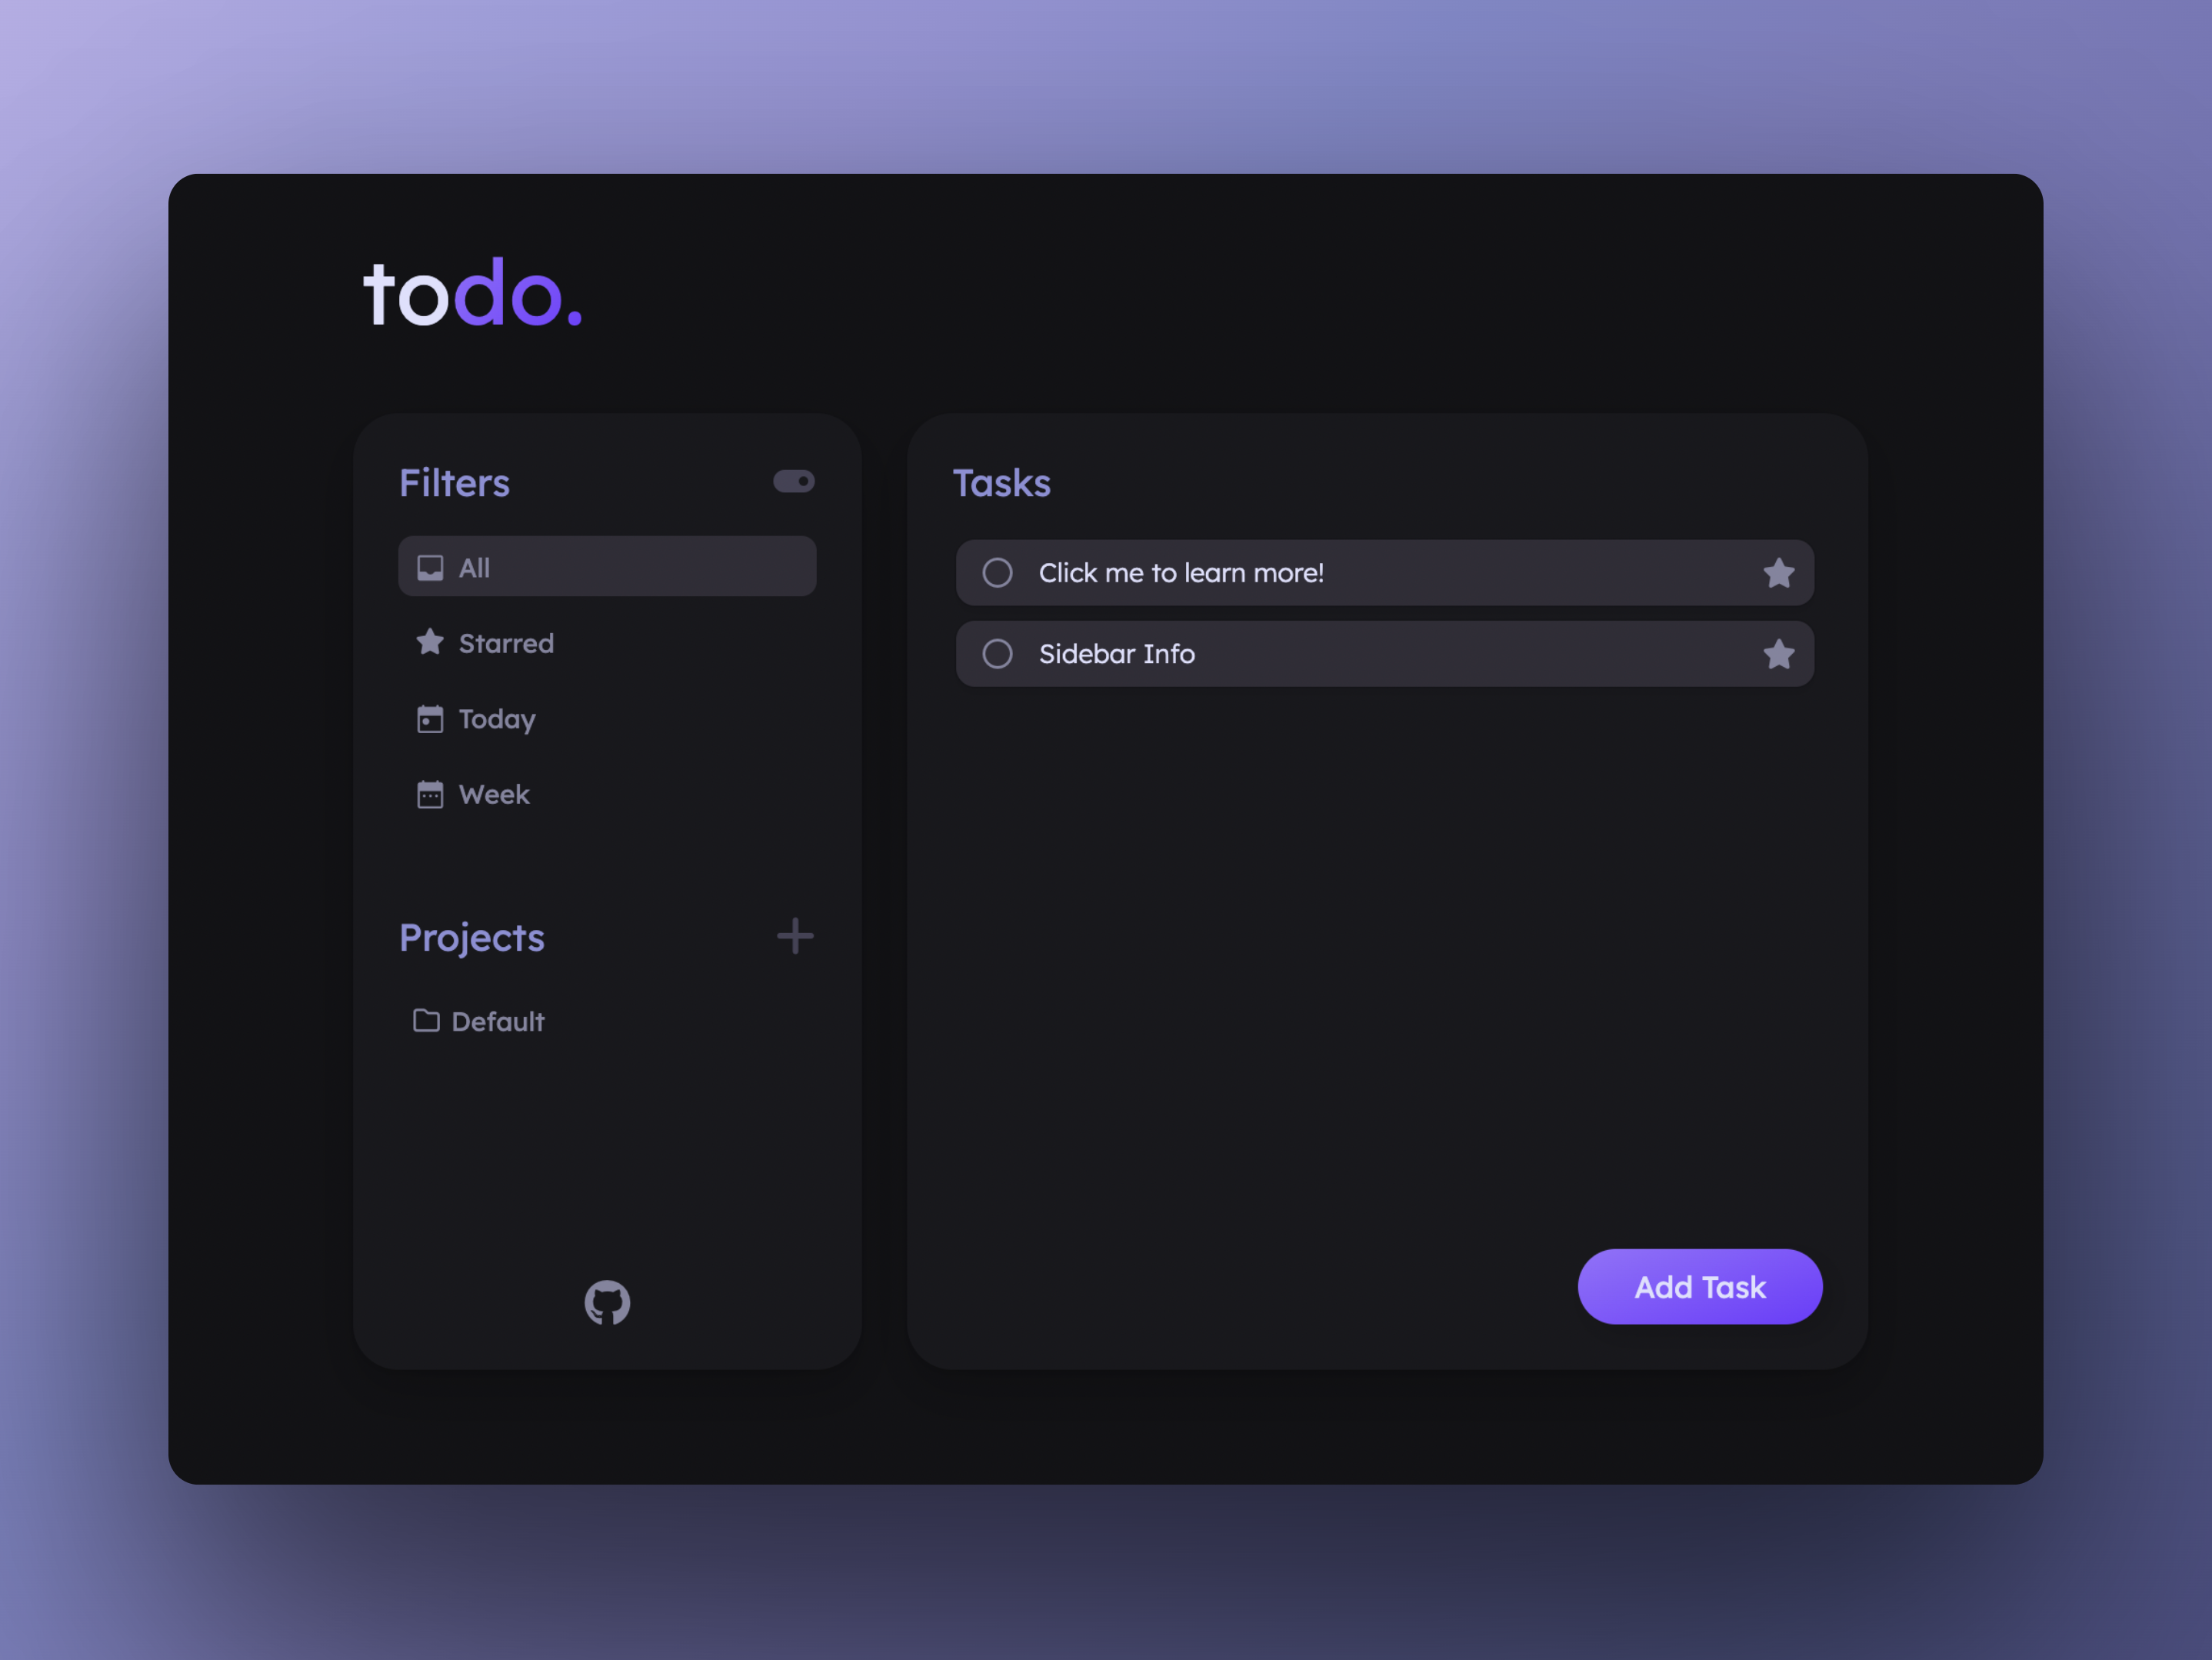 todo.
Filters
All
Starred
Today
Week
Projects
Default
Tasks
Click me to learn more!
Sidebar Info
Add Task